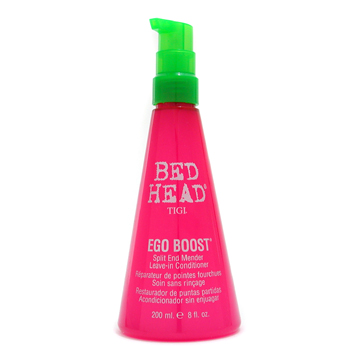 BED
HEAD®
TIGI®
EGO BOOST®
Split End Mender
Leave-in Conditioner
Réparateur de pointes fourchues
Soin sans rinçage
Restaurador de puntas partidas
Acondicionador sin enjuagar
200 ml. ℮ 8 fl. oz.